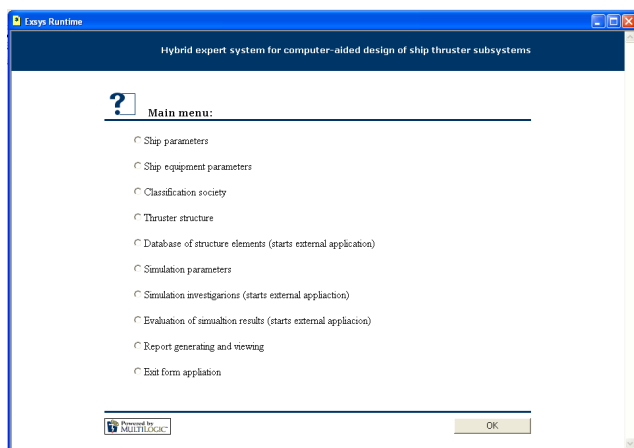 Exsys Runtime
Hybrid expert system for computer-aided design of ship thruster subsystems
?
Main menu:
Ship parameters
Ship equipment parameters
Classification society
Thruster structure
Database of structure elements (starts external application)
Simulation parameters
Simulation investigarions (starts external appliaction)
Evaluation of simualtion results (starts external appliacion)
Report generating and viewing
Exit form appliation
Powered by
MULTILOGIC
OK